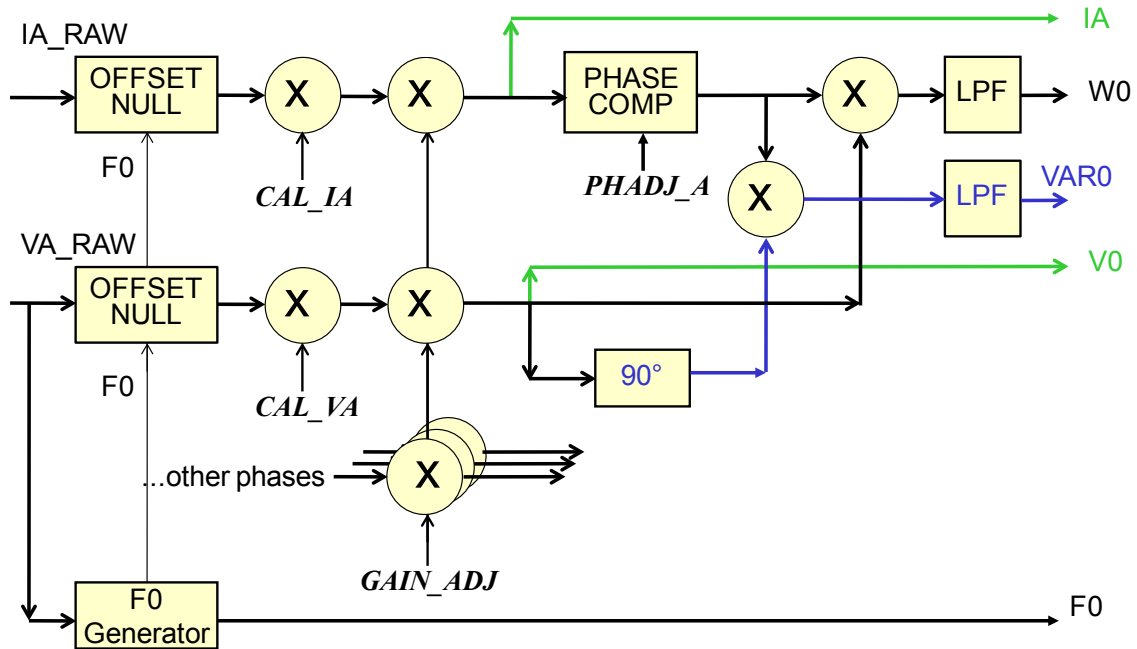 IA
IA_RAW
OFFSET
NULL
X
X
PHASE
COMP
X
LPF
W0
F0
CAL_IA
PHADJ_A
X
LPF
VAR0
VA_RAW
OFFSET
NULL
X
X
V0
F0
CAL_VA
90°
...other phases
X
GAIN_ADJ
F0
Generator
F0